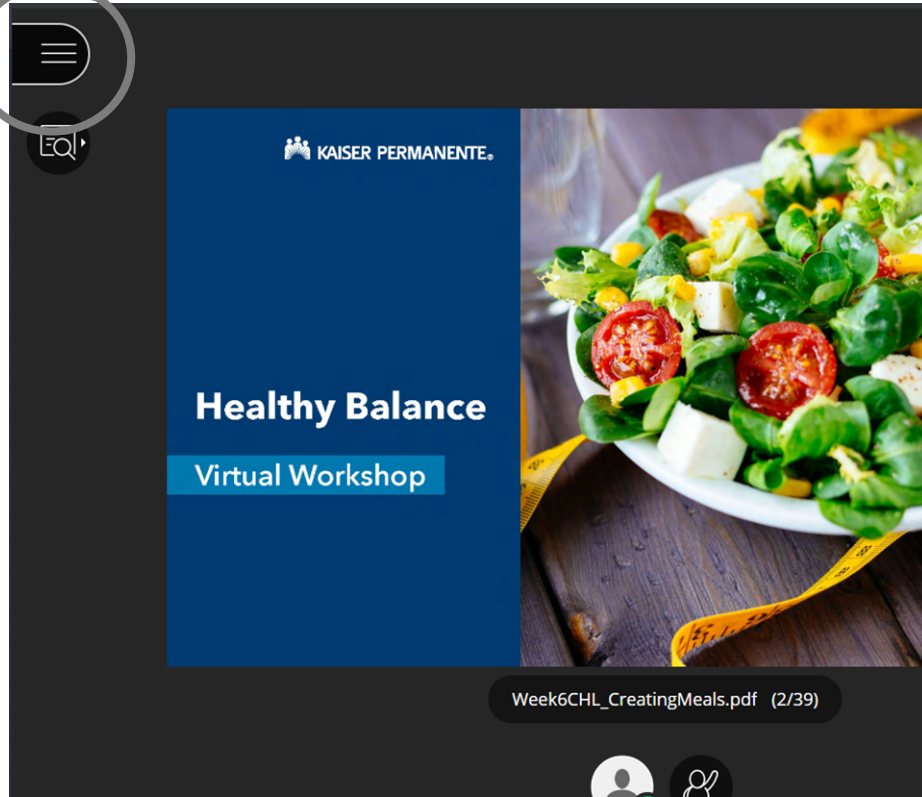 KAISER PERMANENTE®
Healthy Balance
Virtual Workshop
Week6CHL_CreatingMeals.pdf (2/39)